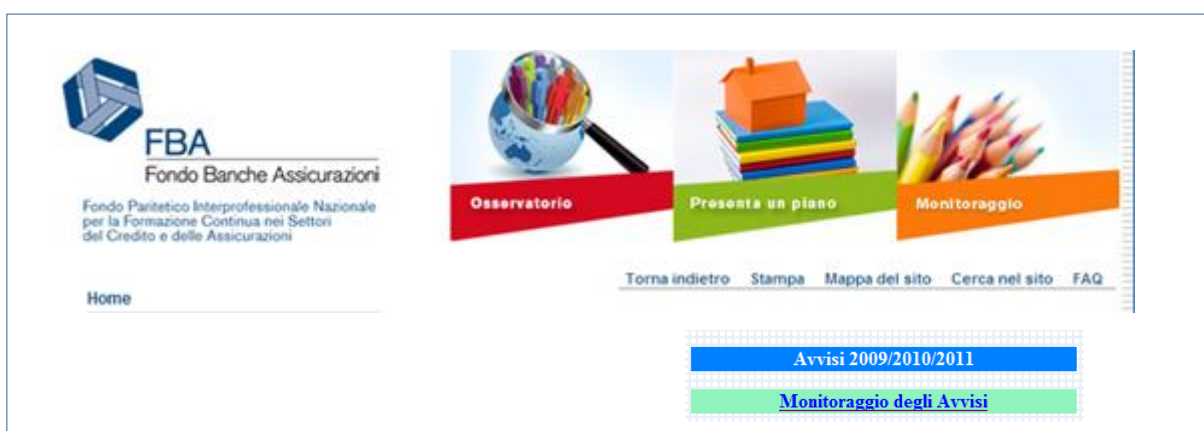 FBA
Fondo Banche Assicurazioni
Fondo Paritetico Interprofessionale Nazionale
per la Formazione Continua nei Settori
del Credito e delle Assicurazioni
Home
Osservatorio
Presenta un piano
Monitoraggio
Torna indietro Stampa Mappa del sito Cerca nel sito FAQ
Avvisi 2009/2010/2011
Monitoraggio degli Avvisi